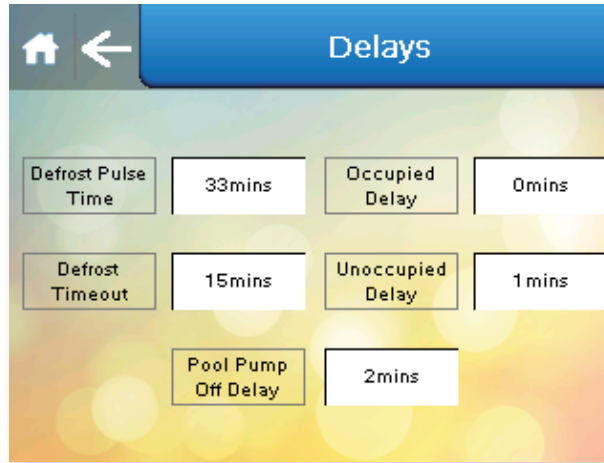 Delays
Defrost Pulse
Time
33mins
Occupied
Delay
0mins
Defrost
Timeout
15mins
Unoccupied
Delay
1mins
Pool Pump
Off Delay
2mins